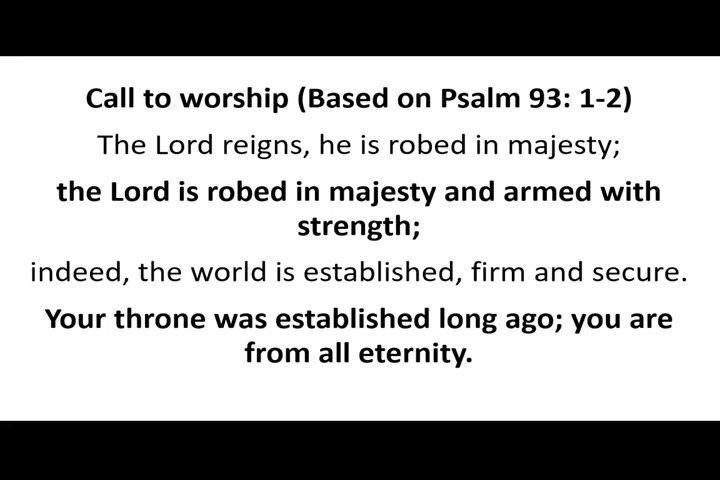 Call to worship (Based on Psalm 93: 1-2)
The Lord reigns, he is robed in majesty;
the Lord is robed in majesty and armed with
strength;
indeed, the world is established, firm and secure.
Your throne was established long ago; you are
from all eternity.